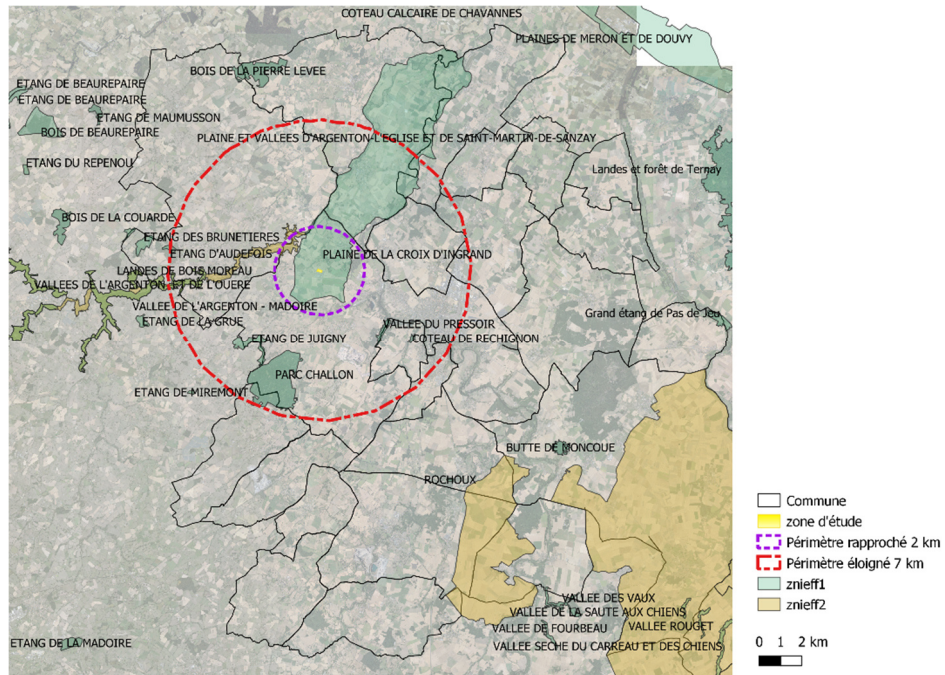 COTEAU CALCAIRE DE CHAVANNES
PLAINES DE MERON ET DE DOUVY
BOIS DE LA PIERRE LEVEE
ETANG DE BEAUREPAIRE
ETANG DE BEAUREPAIRE
ETANG DE MAUMUSSON
BOIS DE BEAUREPAIRE
PLAINE ET VALLEES D'ARGENTON-L'EGLISE ET DE SAINT-MARTIN-DE-SANZAY
ETANG DU REPENOU
Landes et forêt de Ternay
BOIS DE LA COUARDE
ETANG DES BRUNETIERES
ETANG D'AUDEFOIS
PLAINE DE LA CROIX D'INGRAND
LANDES DE BOIS MOREAU
VALLEES DE L'ARGENTON ET DE L'OUERE
VALLEE DE L'ARGENTON - MADOIRE
Grand étang de Pas de Jeu
ETANG DE LA GRUE
VALLEE DU PRESSOIR
ETANG DE JUIGNY
COTEAU DE RECHIGNON
PARC CHALLON
ETANG DE MIREMONT
BUTTE DE MONCOUE
ROCHOUX
VALLEE DES VAUX
VALLEE DE LA SAUTE AUX CHIENS
VALLEE DE FOURBEAU
VALLEE ROUGET
ETANG DE LA MADOIRE
VALLEE SECHE DU CARREAU ET DES CHIENS
Commune
zone d'étude
Périmètre rapproché 2 km
Périmètre éloigné 7 km
znieff1
znieff2
0 1 2 km